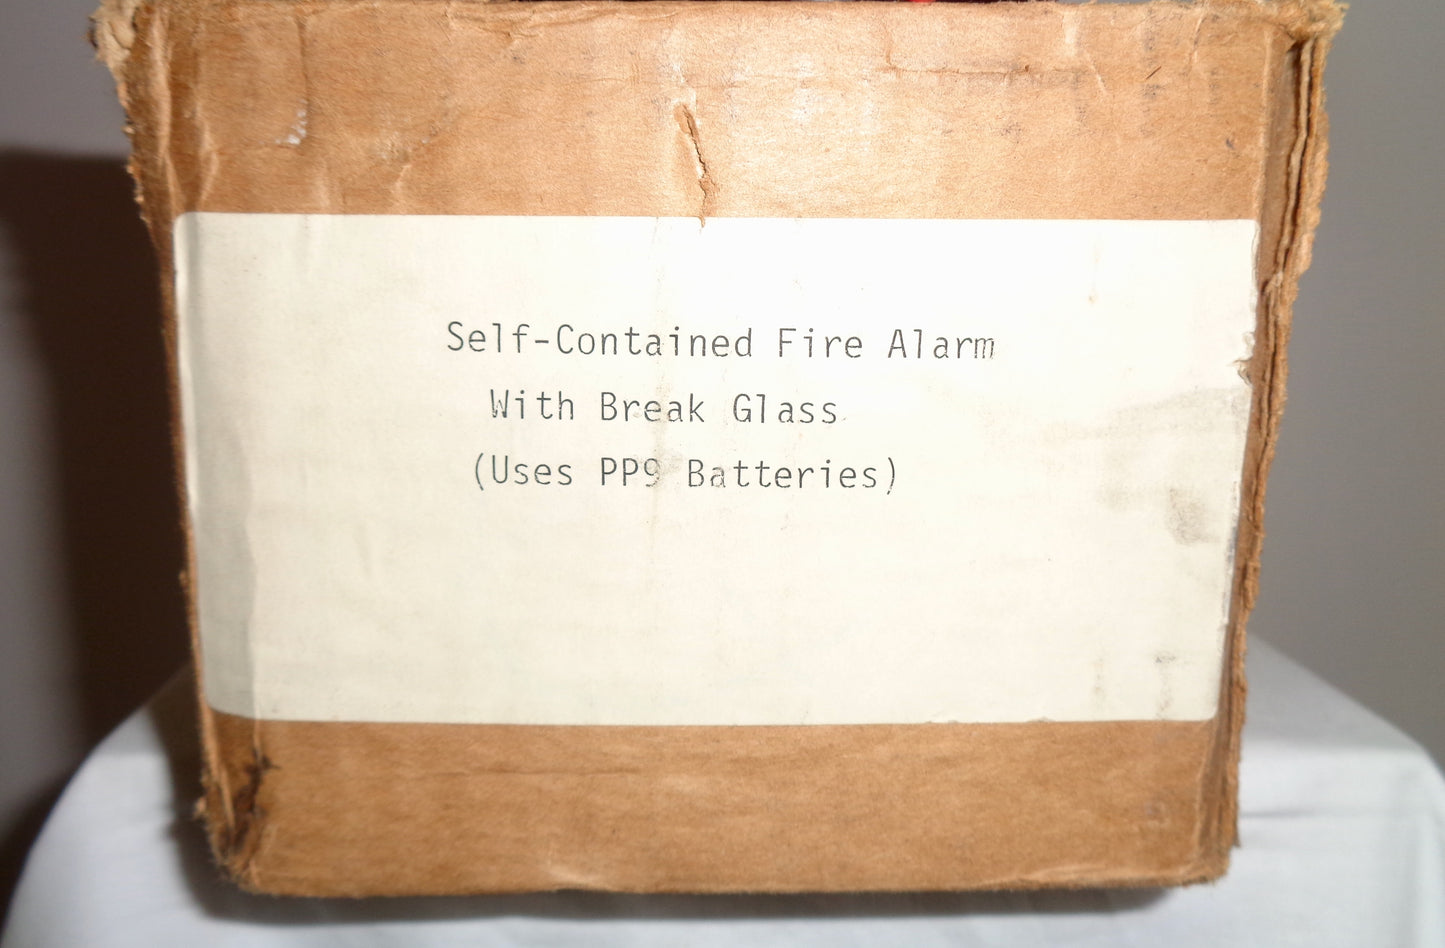 Self-Contained Fire Alarm
With Break Glass
(Uses PP9 Batteries)